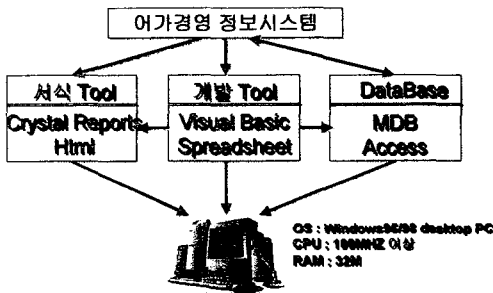 어가경영 정보시스템
서식 Tool
Crystal Reports
Html
개발 Tool
Visual Basic
Spreadsheet
DataBase
MDB
Access
OS : Windows95/98 desktop PC
CPU : 166MHZ 이상
RAM : 32M